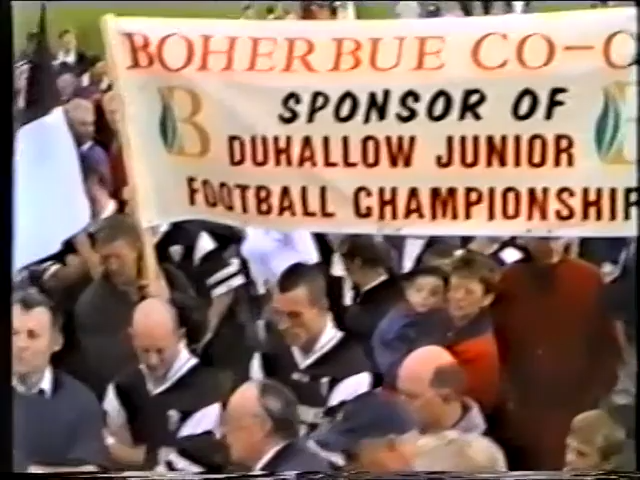 BOHERBUE CO-O
B SPONSOR OF
DUHALLOW JUNIOR
FOOTBALL CHAMPIONSHIP